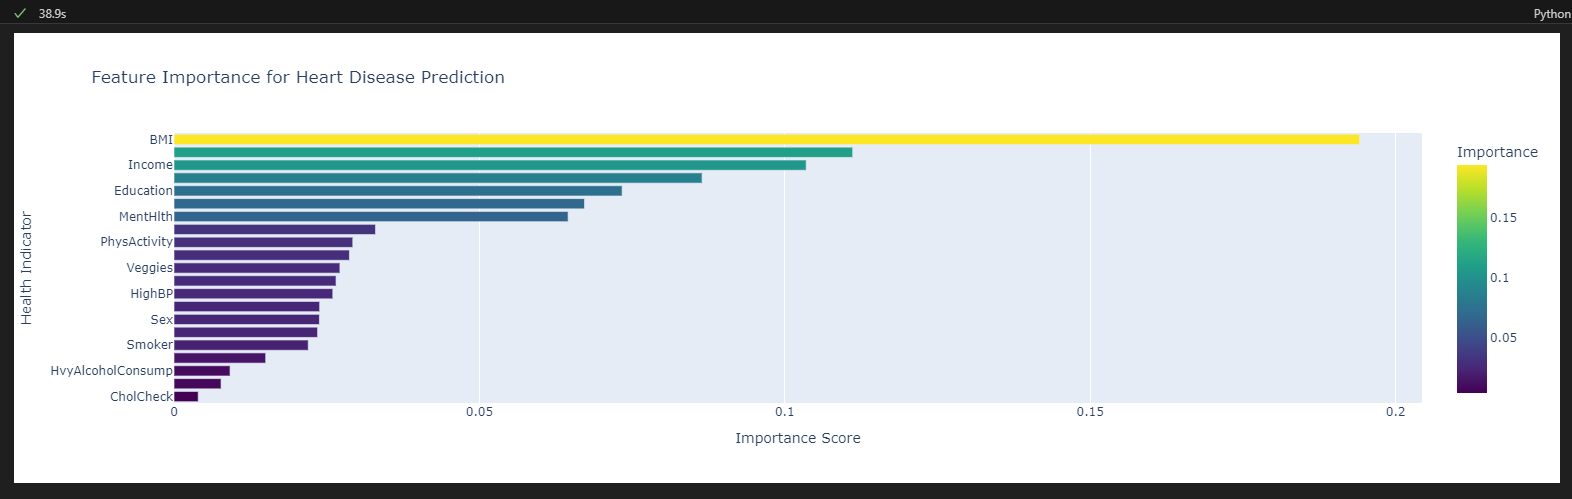 38.9s
Python
Feature Importance for Heart Disease Prediction
Health Indicator
BMI
Income
Education
MentHlth
PhysActivity
Veggies
HighBP
Sex
Smoker
HvyAlcoholConsump
CholCheck
0 0.05 0.1 0.15 0.2
Importance Score
Importance
0.15
0.1
0.05